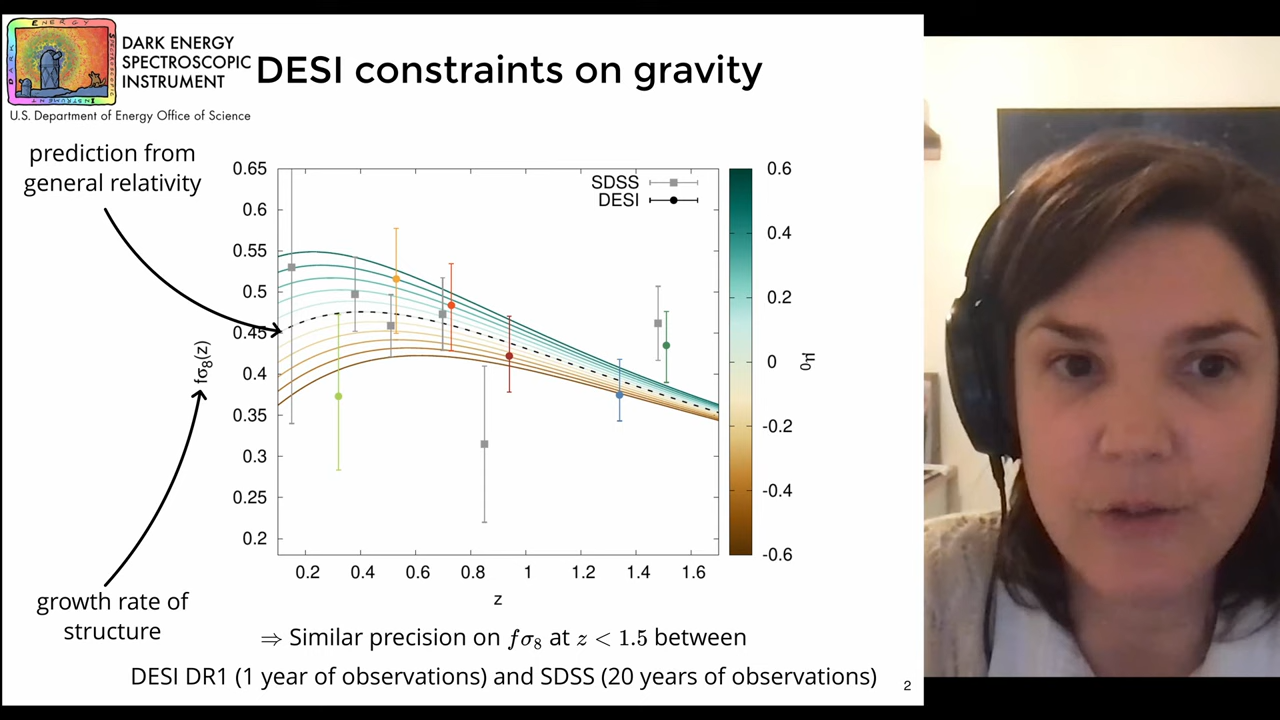 ENERGY
DARK
SPECTROSCOPIC
INSTRUMENT
DARK ENERGY
SPECTROSCOPIC
INSTRUMENT
U.S. Department of Energy Office of Science
DESI constraints on gravity
prediction from
general relativity
growth rate of
structure
fσ₈(z)
0.65
0.6
0.55
0.5
0.45
0.4
0.35
0.3
0.25
0.2
0.2 0.4 0.6 0.8 1 1.2 1.4 1.6
z
SDSS
DESI
0.6
0.4
0.2
0
-0.2
-0.4
-0.6
μ₀
⇒ Similar precision on fσ₈ at z < 1.5 between
DESI DR1 (1 year of observations) and SDSS (20 years of observations)
2